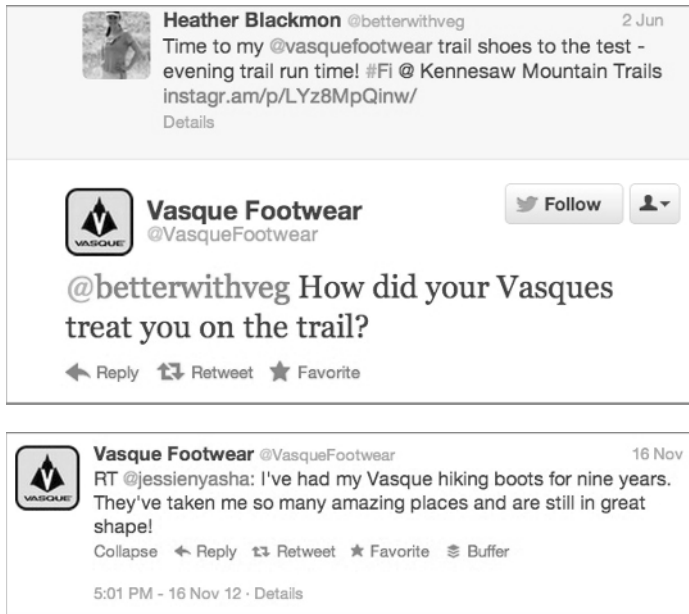 Heather Blackmon @betterwithveg 2 Jun
Time to my @vasquefootwear trail shoes to the test -
evening trail run time! #Fi @ Kennesaw Mountain Trails
instagr.am/p/LYz8MpQinw/
Details
VASQUE
Vasque Footwear
@VasqueFootwear
Follow
@betterwithveg How did your Vasques
treat you on the trail?
Reply Retweet Favorite
VASQUE
Vasque Footwear @VasqueFootwear 16 Nov
RT @jessienyasha: I've had my Vasque hiking boots for nine years.
They've taken me so many amazing places and are still in great
shape!
Collapse Reply Retweet Favorite Buffer
5:01 PM - 16 Nov 12 · Details